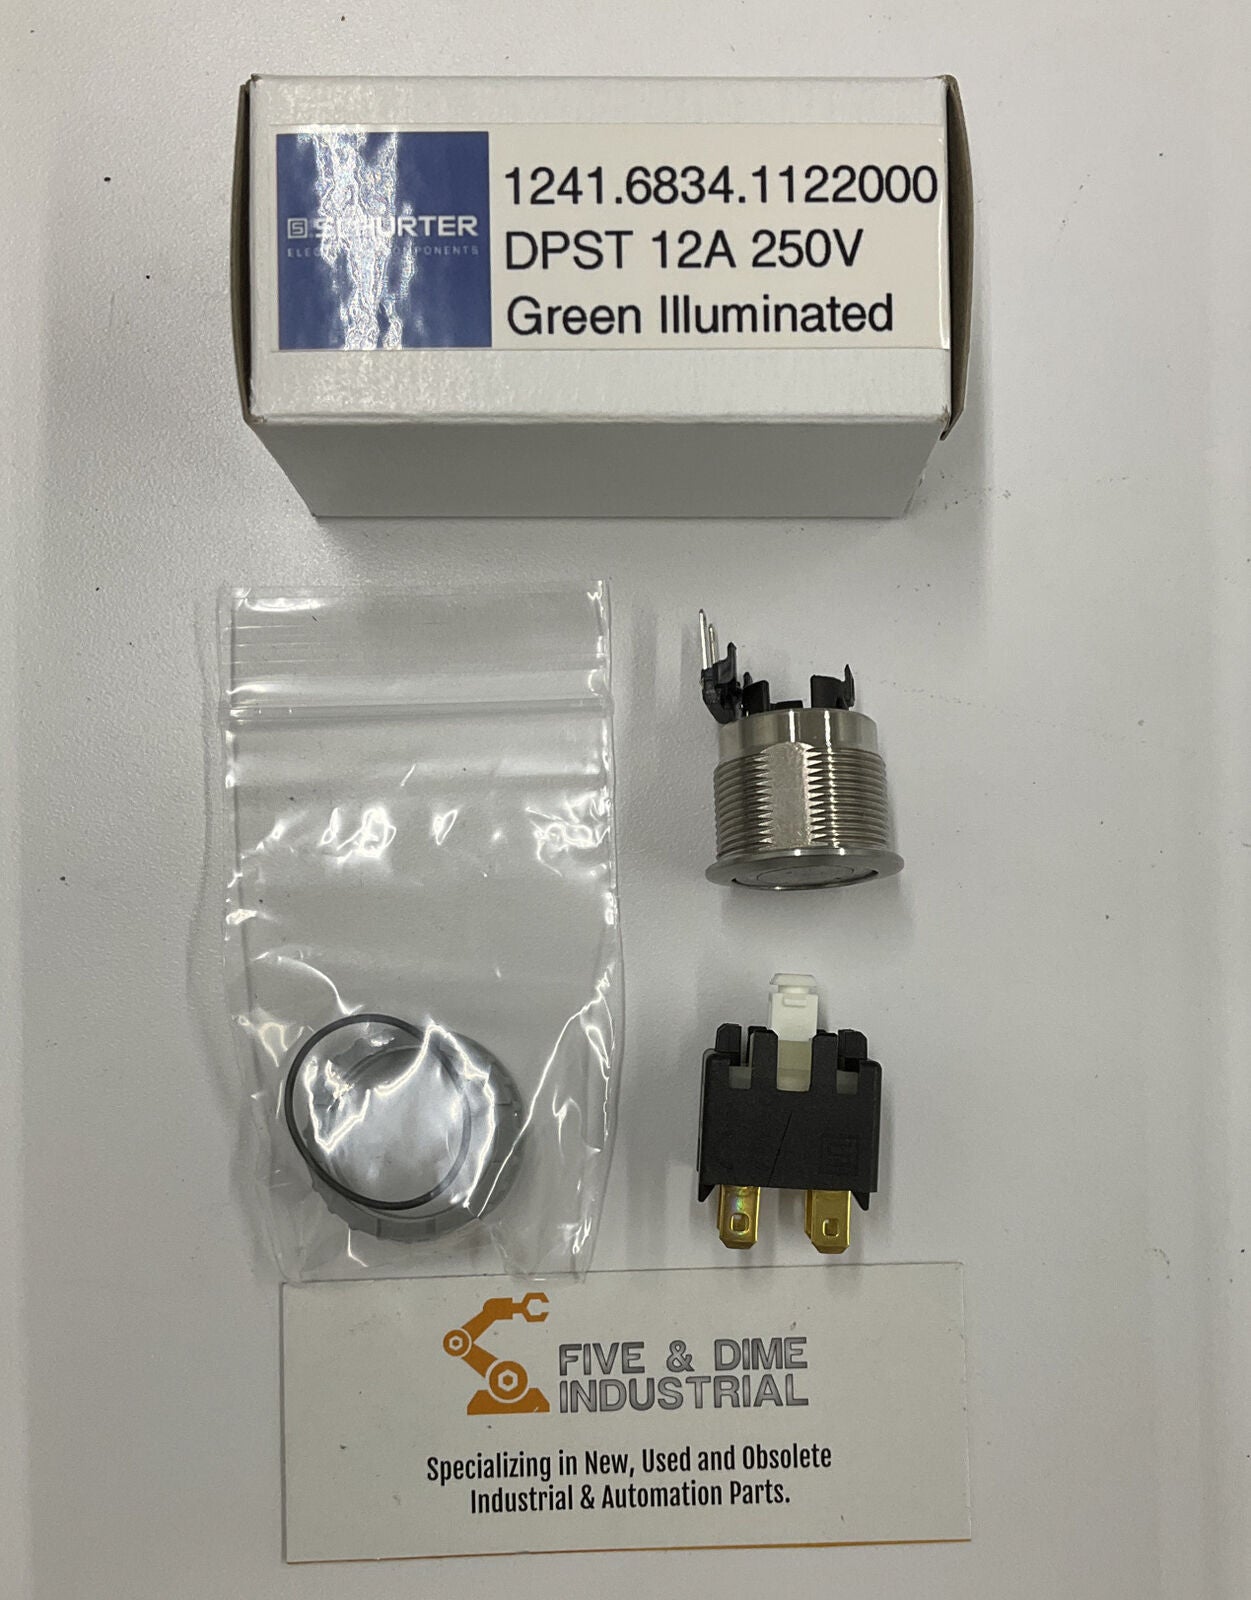 1241.6834.1122000
DPST 12A 250V
Green Illuminated
SCHURTER
ELECTRONIC COMPONENTS
FIVE & DIME
INDUSTRIAL
Specializing in New, Used and Obsolete
Industrial & Automation Parts.